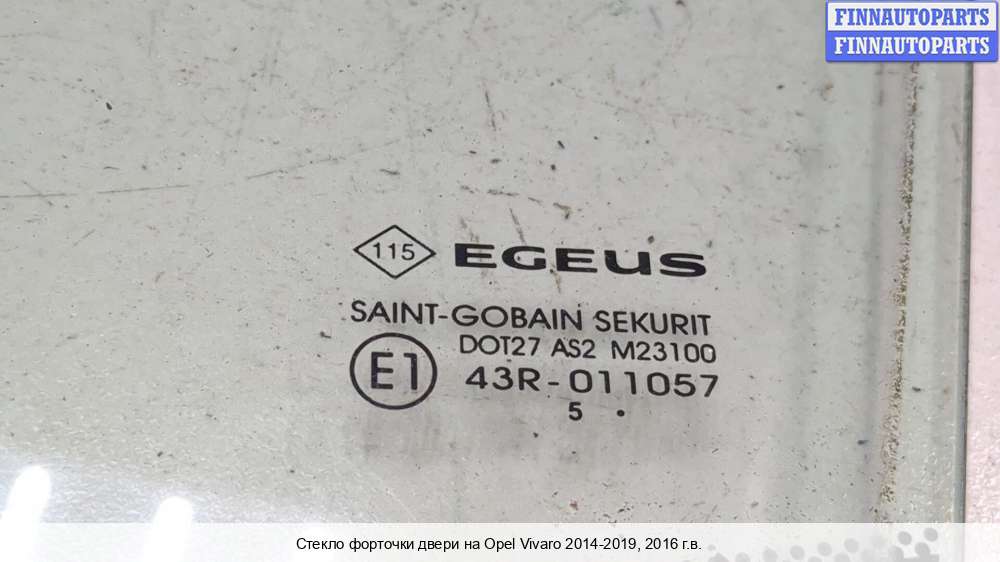 FINNAUTOPARTS
FINNAUTOPARTS
115 EGEUS
SAINT-GOBAIN SEKURIT
DOT27 AS2 M23100
E1 43R-011057
5 .
Стекло форточки двери на Opel Vivaro 2014-2019, 2016 г.в.